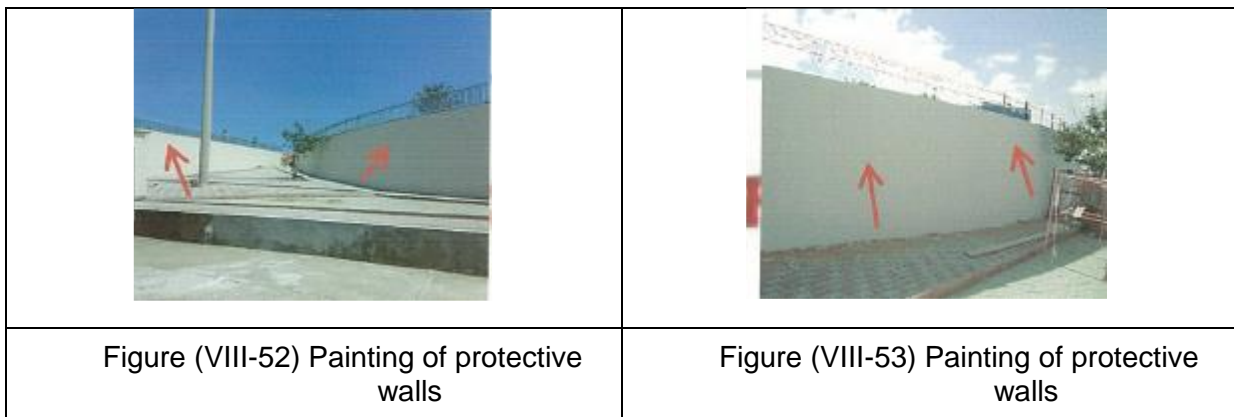 Figure (VIII-52) Painting of protective
walls
Figure (VIII-53) Painting of protective
walls